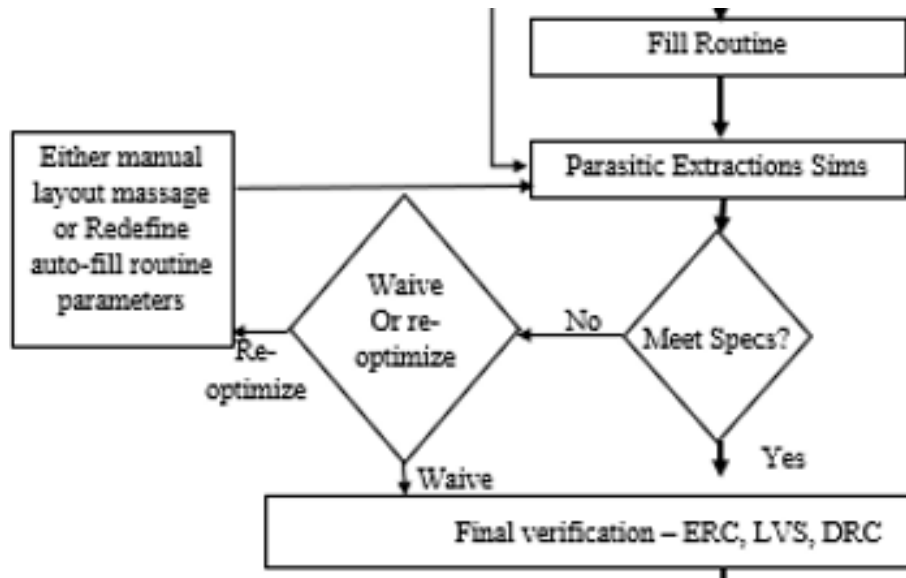 Fill Routine
Either manual
layout massage
or Redefine
auto-fill routine
parameters
Parasitic Extractions Sims
Waive
Or re-
optimize
No
Meet Specs?
Re-
optimize
Yes
Waive
Final verification – ERC, LVS, DRC